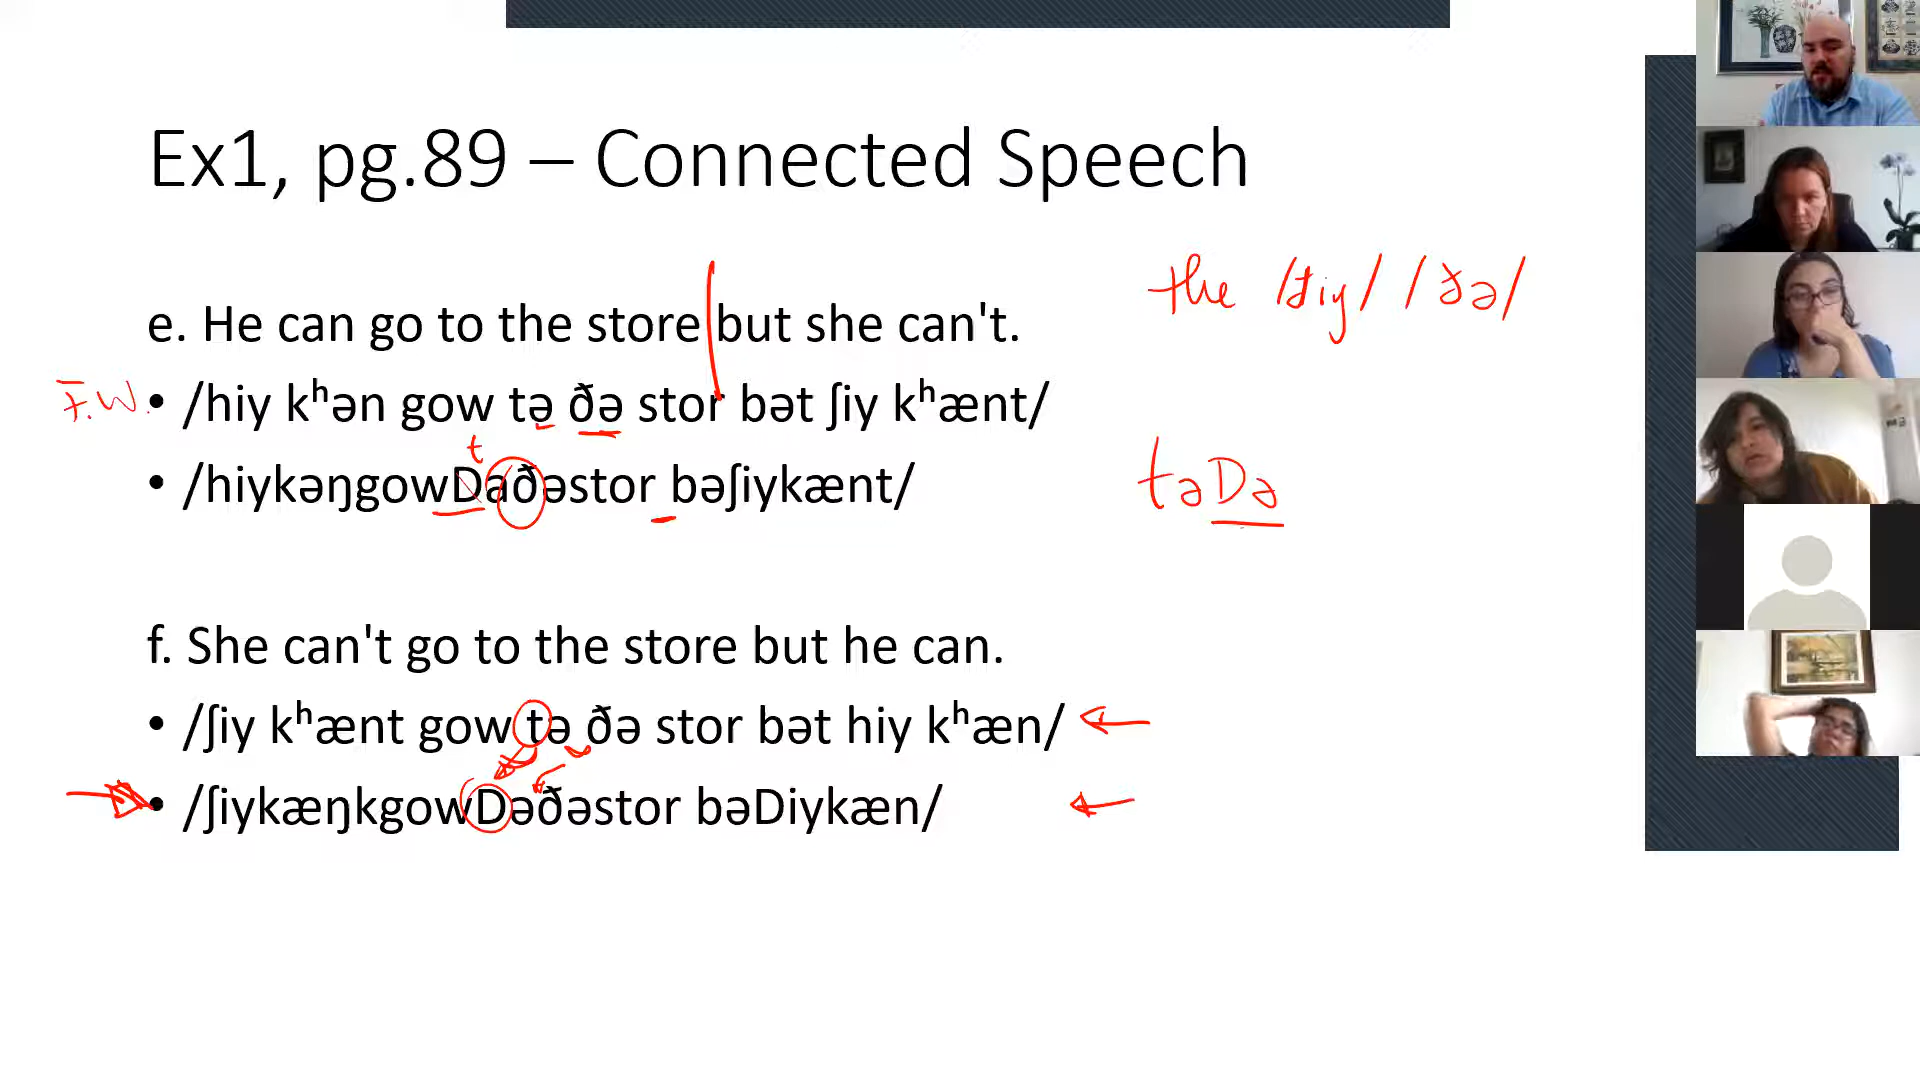 Ex1, pg.89 – Connected Speech
the /ðiy/ /ðə/
e. He can go to the store but she can't.
F.W.
• /hiy kʰən gow tə ðə stor bət ʃiy kʰænt/
t
• /hiykəŋgowDaðəstor bəʃiykænt/
təDə
f. She can't go to the store but he can.
• /ʃiy kʰænt gow tə ðə stor bət hiy kʰæn/
• /ʃiykæŋkgowDəðəstor bəDiykæn/